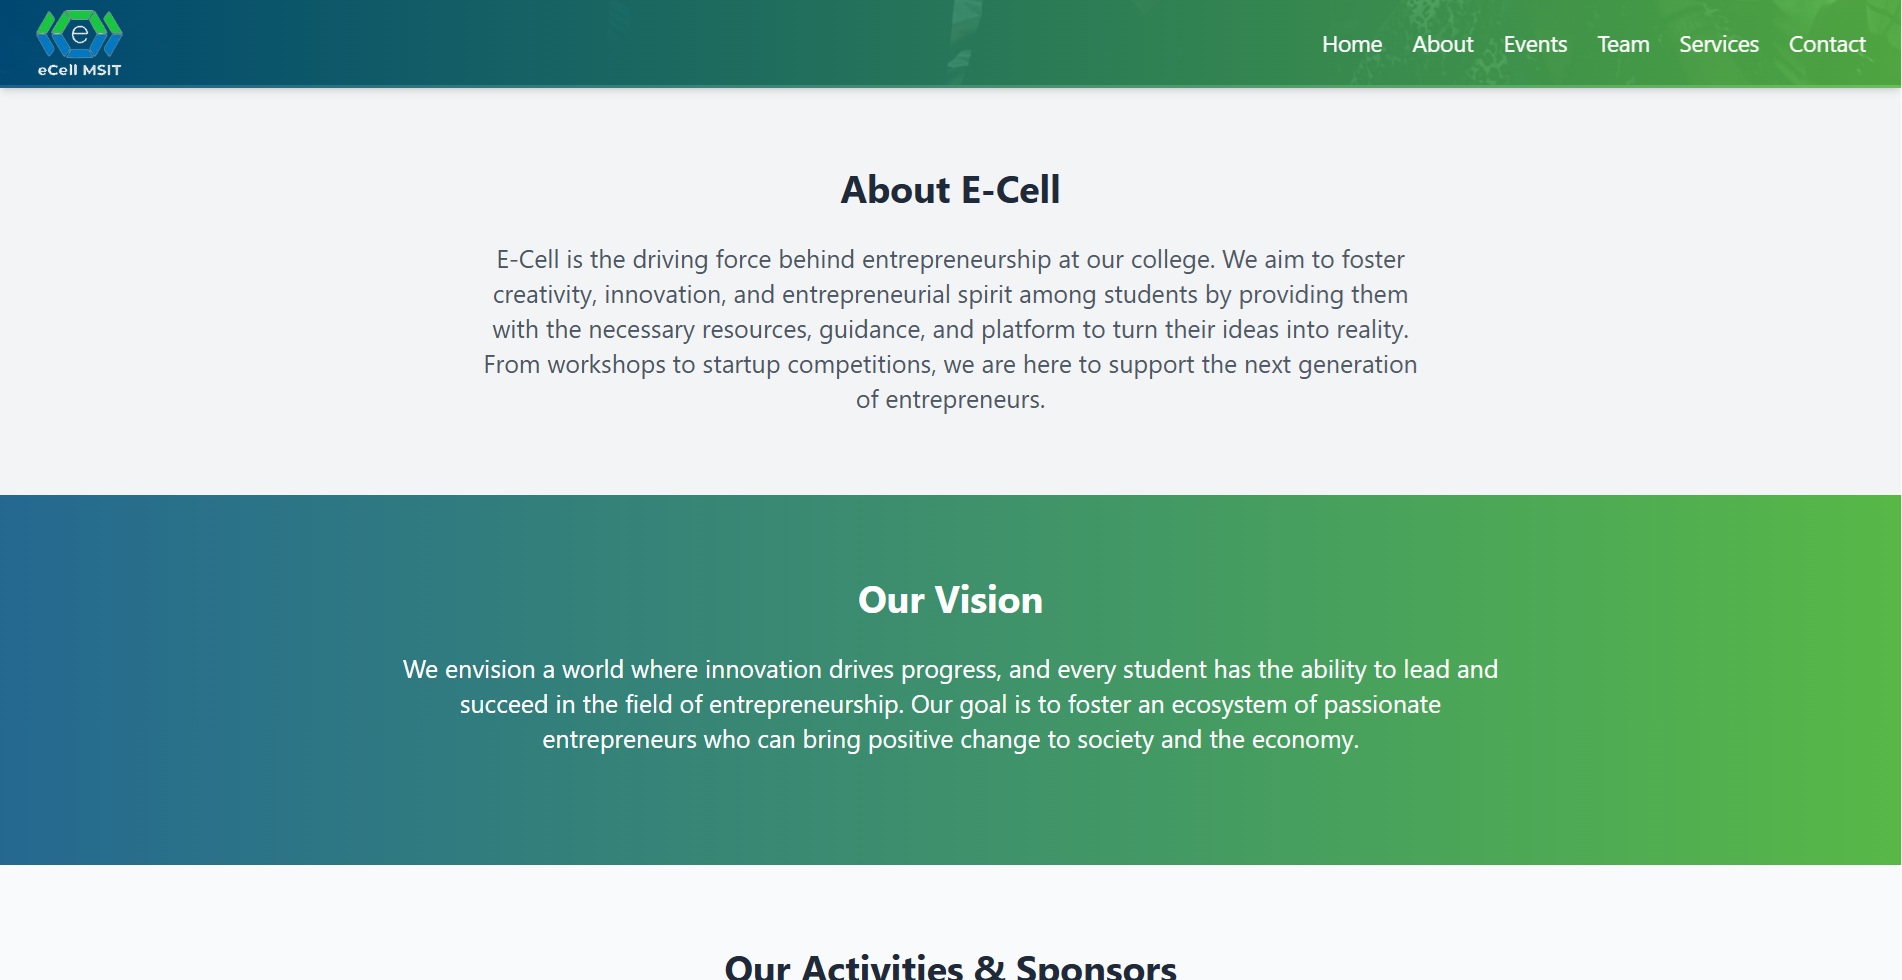 e
eCell MSIT
Home About Events Team Services Contact
About E-Cell
E-Cell is the driving force behind entrepreneurship at our college. We aim to foster
creativity, innovation, and entrepreneurial spirit among students by providing them
with the necessary resources, guidance, and platform to turn their ideas into reality.
From workshops to startup competitions, we are here to support the next generation
of entrepreneurs.
Our Vision
We envision a world where innovation drives progress, and every student has the ability to lead and
succeed in the field of entrepreneurship. Our goal is to foster an ecosystem of passionate
entrepreneurs who can bring positive change to society and the economy.
Our Activities & Sponsors